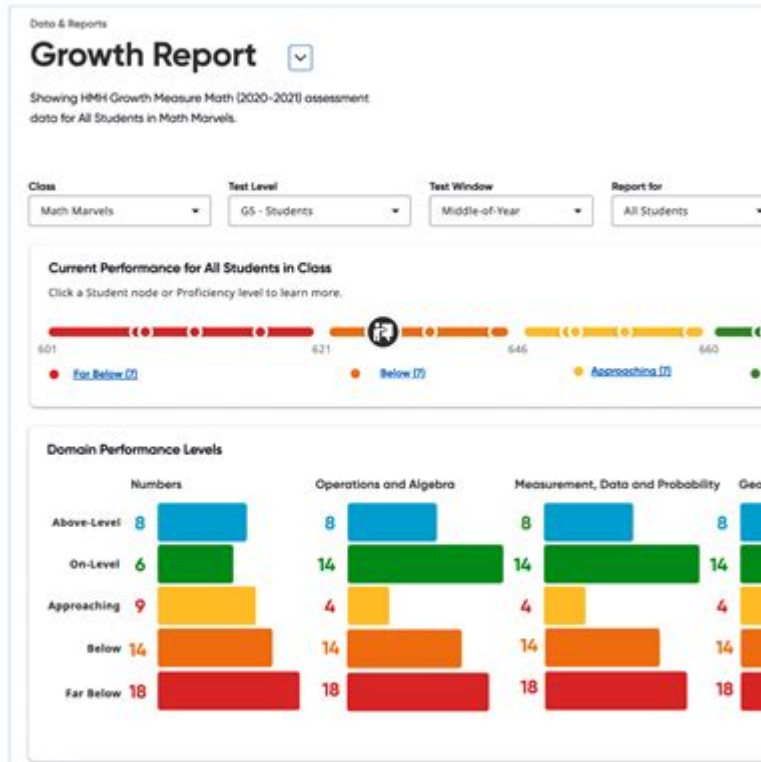 Data & Reports
Growth Report
Showing HMH Growth Measure Math (2020-2021) assessment
data for All Students in Math Marvels.
Class Test Level Test Window Report for
Math Marvels G5 - Students Middle-of-Year All Students
Current Performance for All Students in Class
Click a Student node or Proficiency level to learn more.
601 621 646 660
Far Below (7) Below (7) Approaching (7)
Domain Performance Levels
Numbers Operations and Algebra Measurement, Data and Probability Geo
Above-Level 8 8 8 8
On-Level 6 14 14 14
Approaching 9 4 4 4
Below 14 14 14 14
Far Below 18 18 18 18